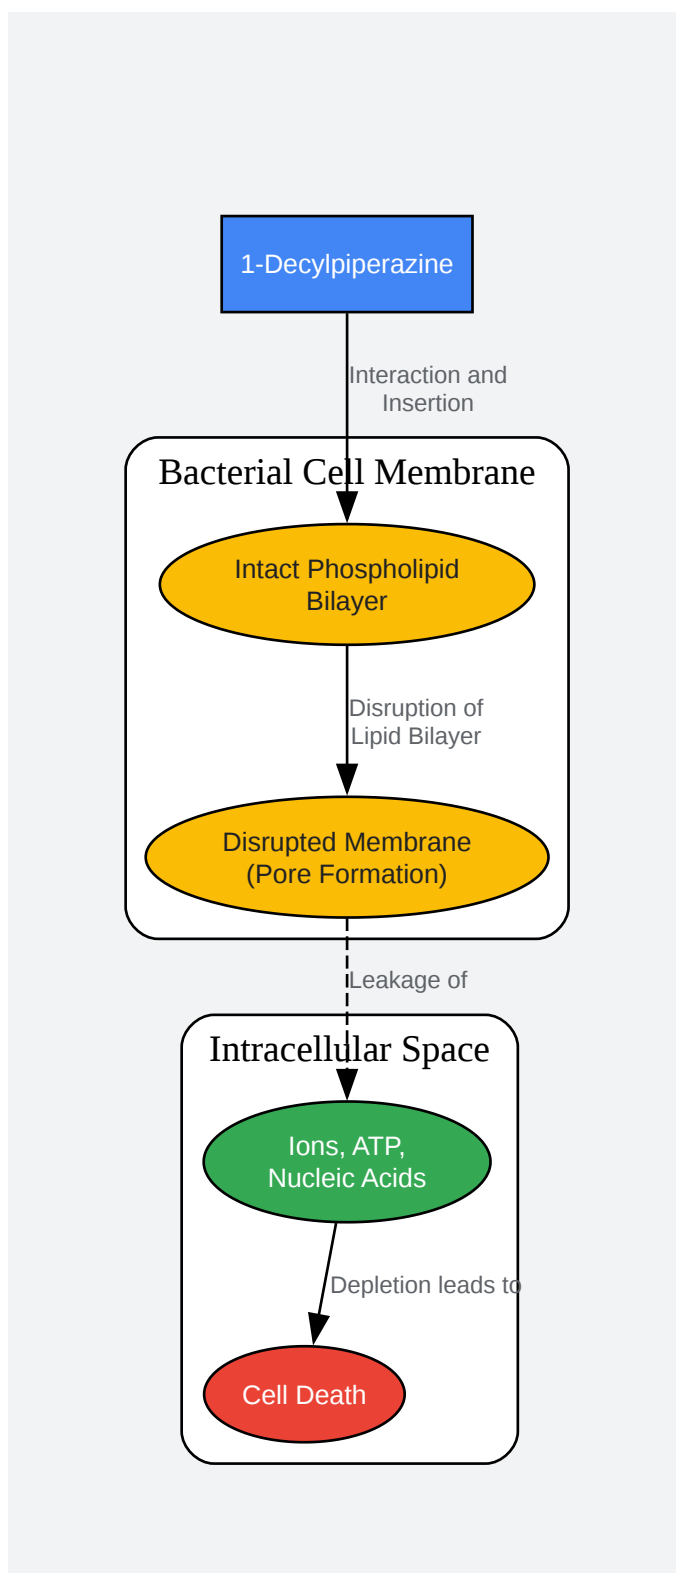 1-Decylpiperazine
Interaction and
Insertion
Bacterial Cell Membrane
Intact Phospholipid
Bilayer
Disruption of
Lipid Bilayer
Disrupted Membrane
(Pore Formation)
Leakage of
Intracellular Space
Ions, ATP,
Nucleic Acids
Depletion leads to
Cell Death